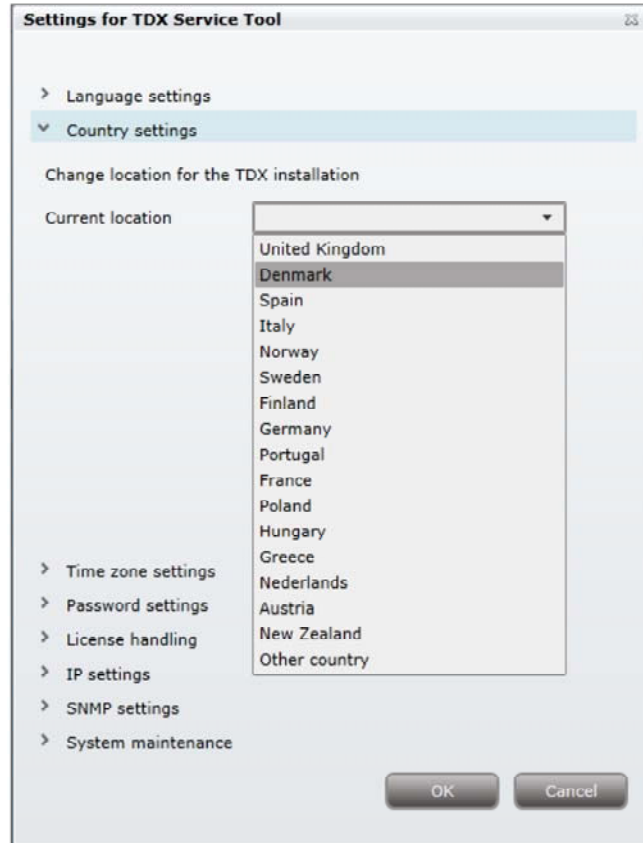 Settings for TDX Service Tool
Language settings
Country settings
Change location for the TDX installation
Current location
United Kingdom
Denmark
Spain
Italy
Norway
Sweden
Finland
Germany
Portugal
France
Poland
Hungary
Greece
Nederlands
Austria
New Zealand
Other country
Time zone settings
Password settings
License handling
IP settings
SNMP settings
System maintenance
OK Cancel